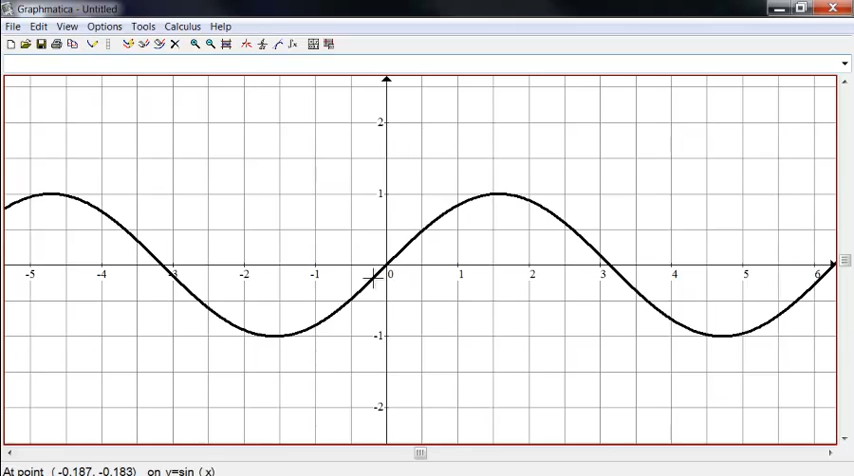 Graphmatica - Untitled
File Edit View Options Tools Calculus Help
2
1
-5 -4 -3 -2 -1 0 1 2 3 4 5 6
-1
-2
At point ( -0.187, -0.183) on y=sin ( x)